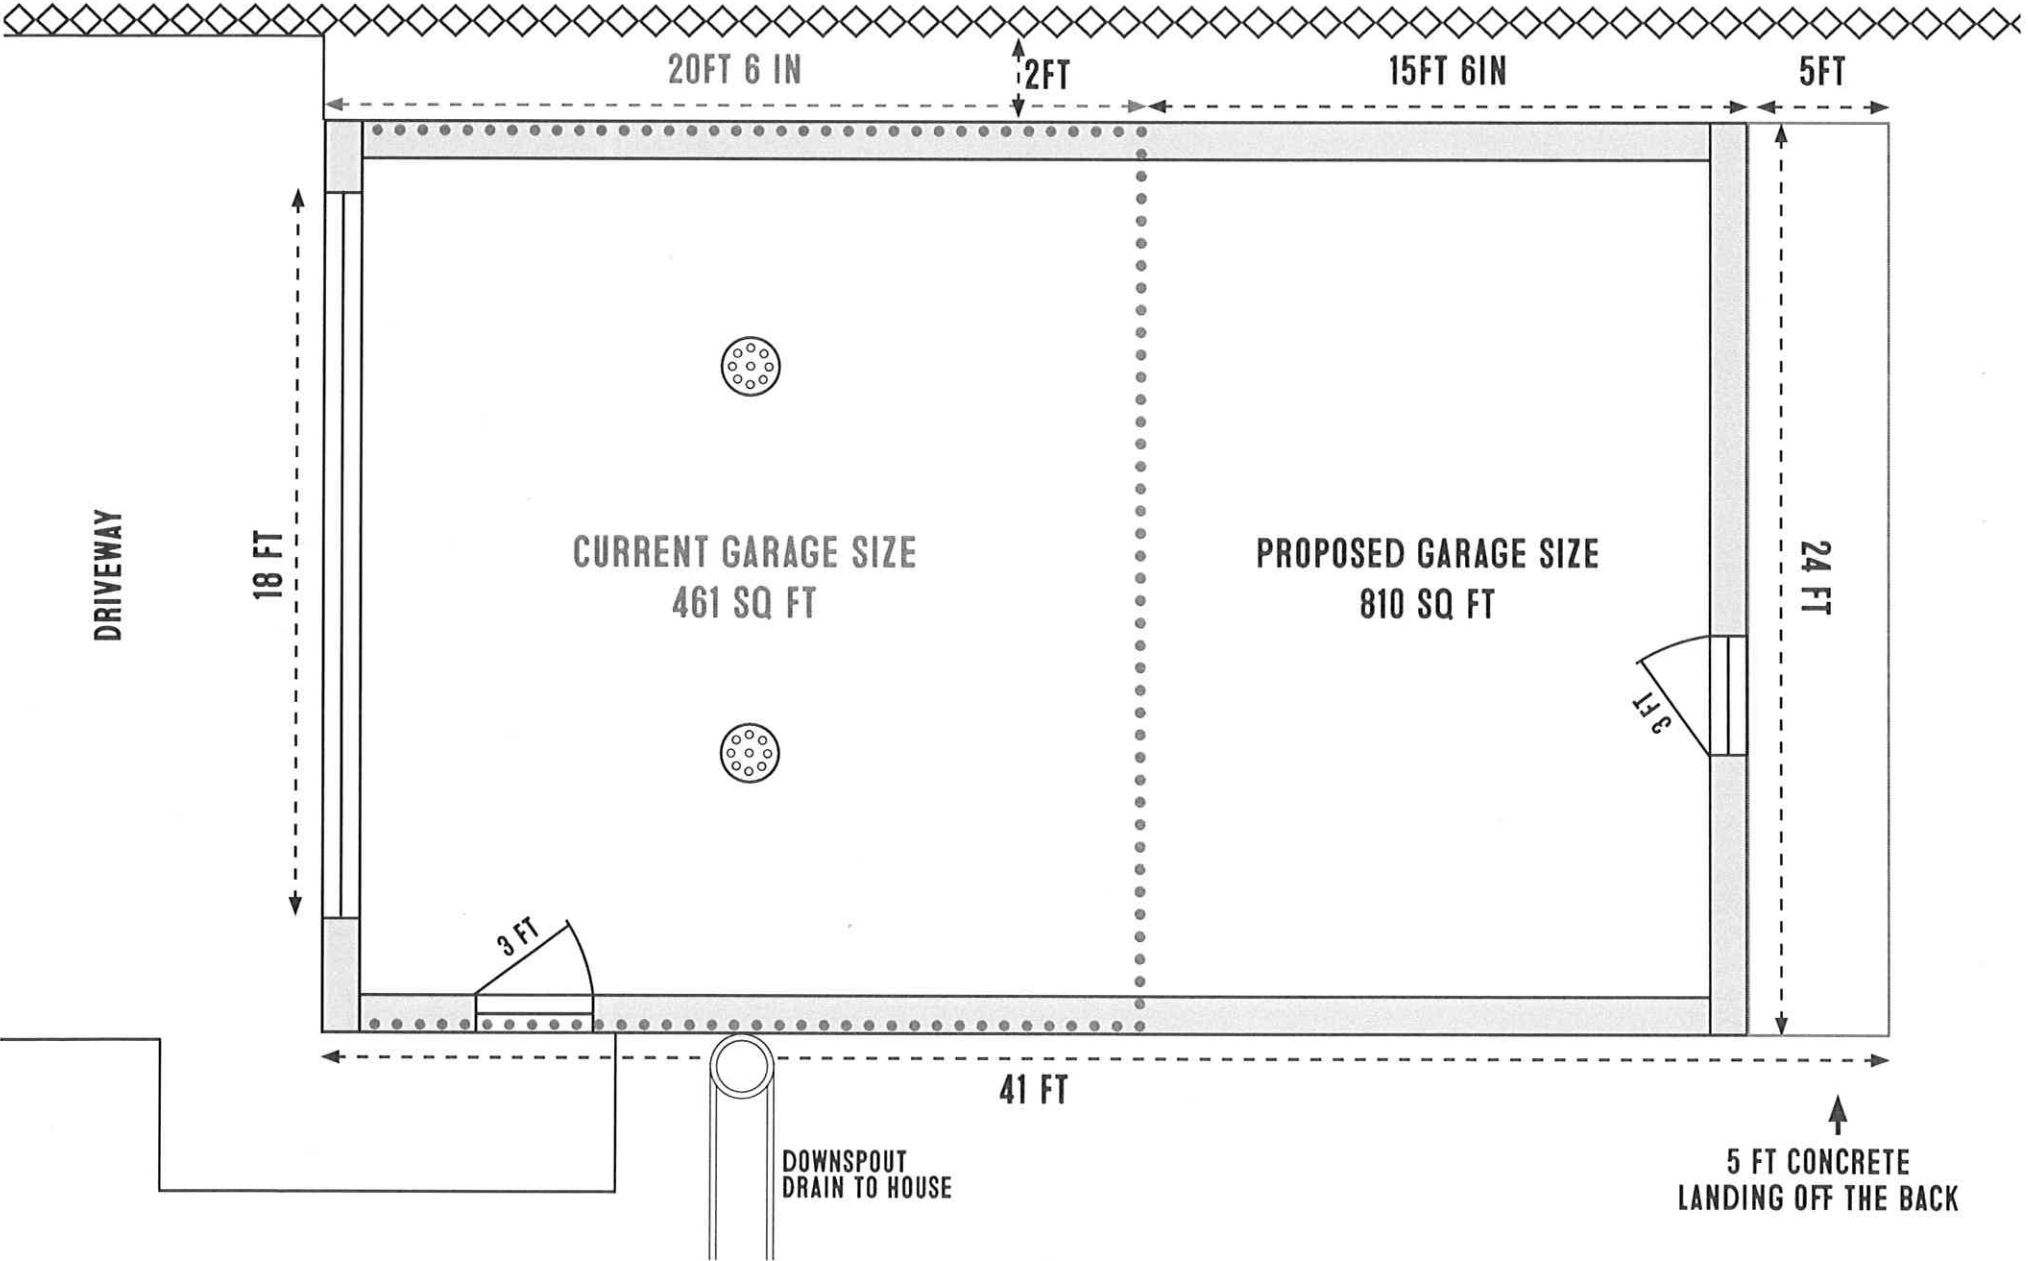 20FT 6 IN
2FT
15FT 6IN
5FT
DRIVEWAY
18 FT
CURRENT GARAGE SIZE
461 SQ FT
PROPOSED GARAGE SIZE
810 SQ FT
24 FT
3 FT
3 FT
41 FT
DOWNSPOUT
DRAIN TO HOUSE
5 FT CONCRETE
LANDING OFF THE BACK